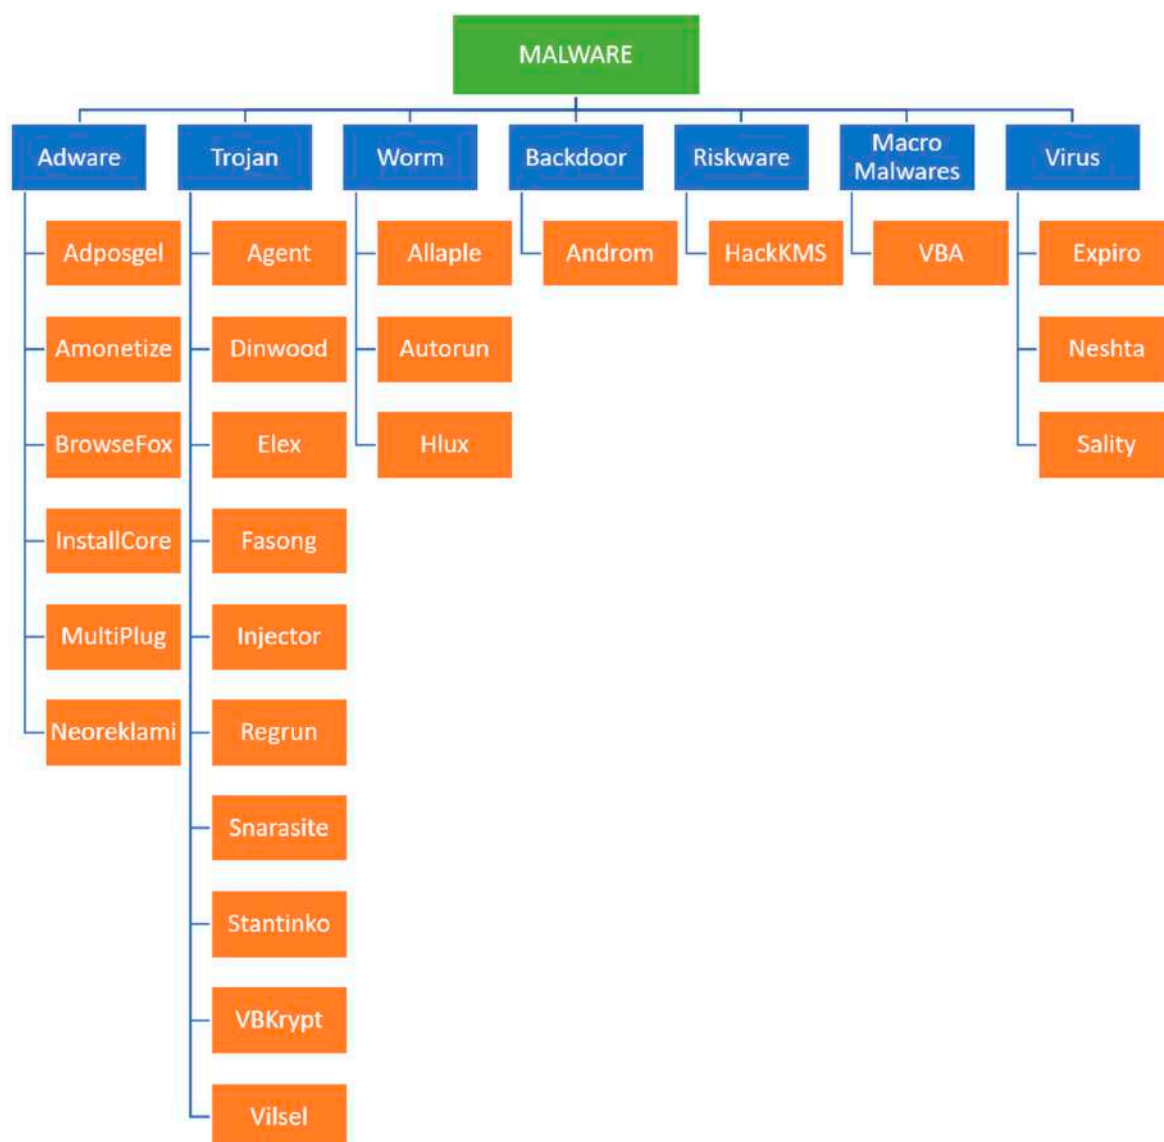 MALWARE
Adware
Trojan
Worm
Backdoor
Riskware
Macro
Malwares
Virus
Adposgel
Agent
Allaple
Androm
HackKMS
VBA
Expiro
Amonetize
Dinwood
Autorun
Neshta
BrowseFox
Elex
Hlux
Sality
InstallCore
Fasong
MultiPlug
Injector
Neoreklami
Regrun
Snarasite
Stantinko
VBKrypt
Vilsel